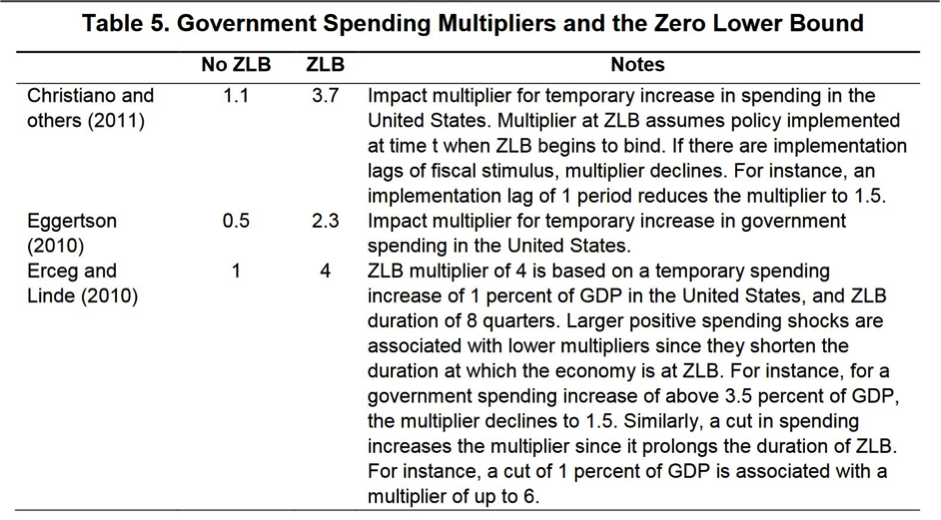 Table 5. Government Spending Multipliers and the Zero Lower Bound
No ZLB ZLB Notes
Christiano and 1.1 3.7 Impact multiplier for temporary increase in spending in the
others (2011) United States. Multiplier at ZLB assumes policy implemented
at time t when ZLB begins to bind. If there are implementation
lags of fiscal stimulus, multiplier declines. For instance, an
implementation lag of 1 period reduces the multiplier to 1.5.
Eggertson 0.5 2.3 Impact multiplier for temporary increase in government
(2010) spending in the United States.
Erceg and 1 4 ZLB multiplier of 4 is based on a temporary spending
Linde (2010) increase of 1 percent of GDP in the United States, and ZLB
duration of 8 quarters. Larger positive spending shocks are
associated with lower multipliers since they shorten the
duration at which the economy is at ZLB. For instance, for a
government spending increase of above 3.5 percent of GDP,
the multiplier declines to 1.5. Similarly, a cut in spending
increases the multiplier since it prolongs the duration of ZLB.
For instance, a cut of 1 percent of GDP is associated with a
multiplier of up to 6.